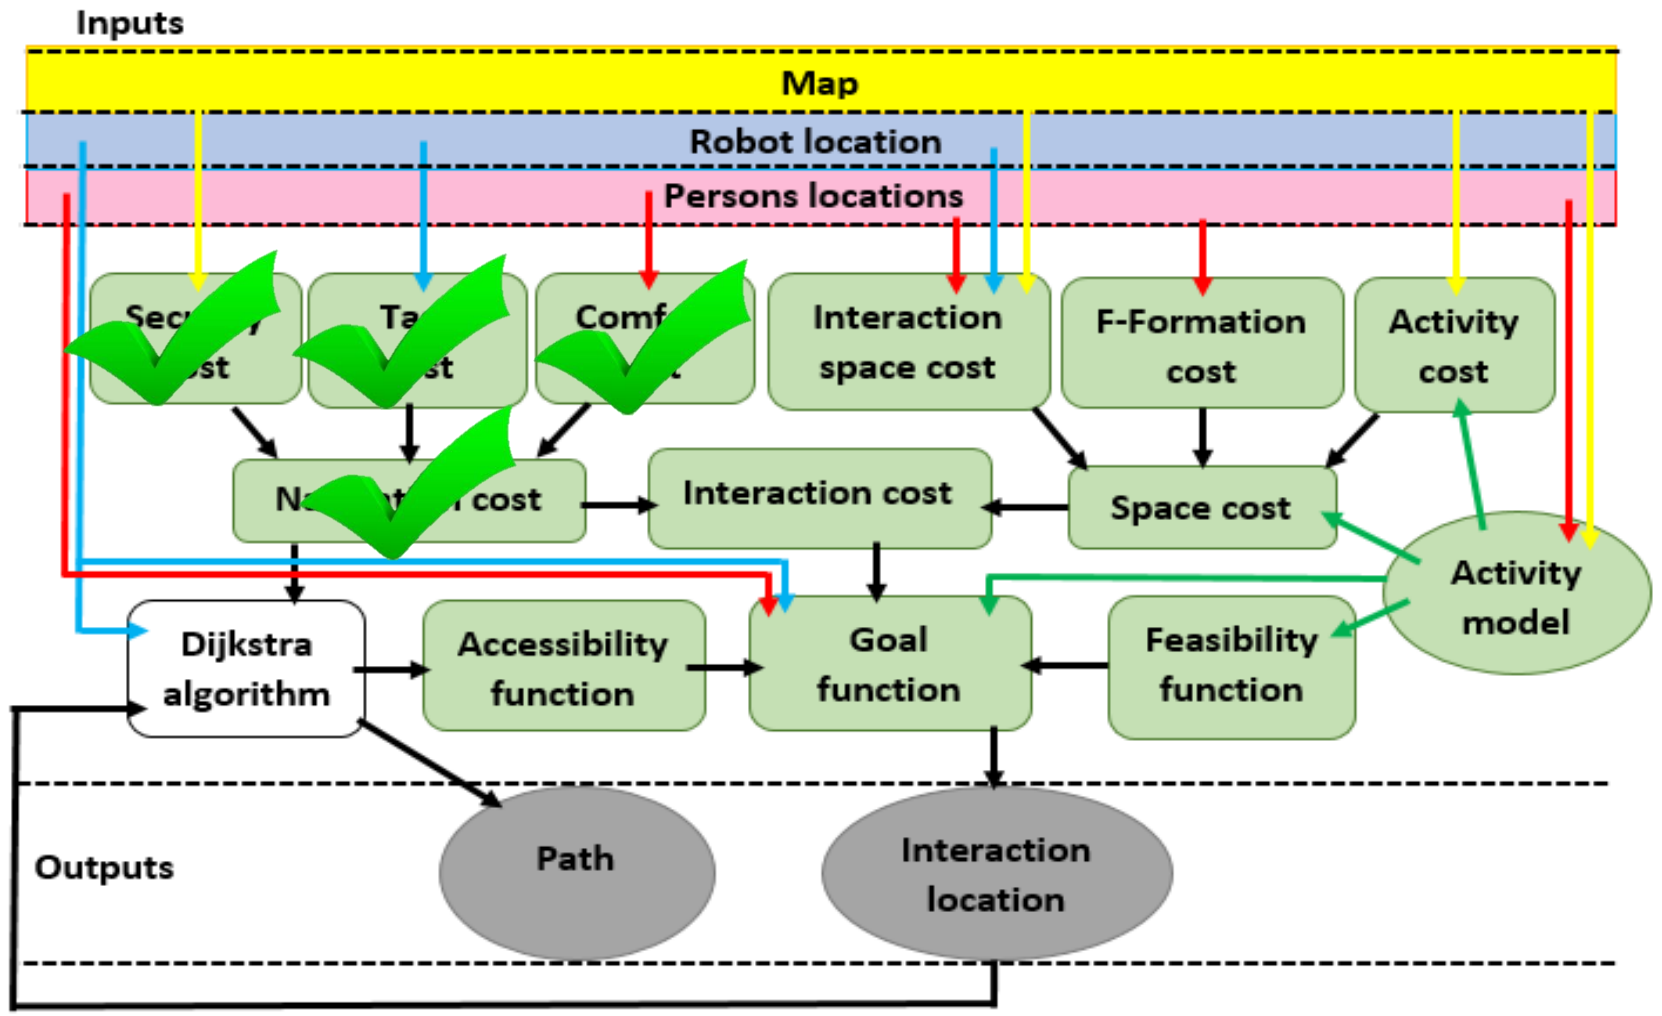 Inputs
Map
Robot location
Persons locations
Interaction
space cost
F-Formation
cost
Activity
cost
cost
Interaction cost
Space cost
Activity
model
Dijkstra
algorithm
Accessibility
function
Goal
function
Feasibility
function
Outputs
Path
Interaction
location